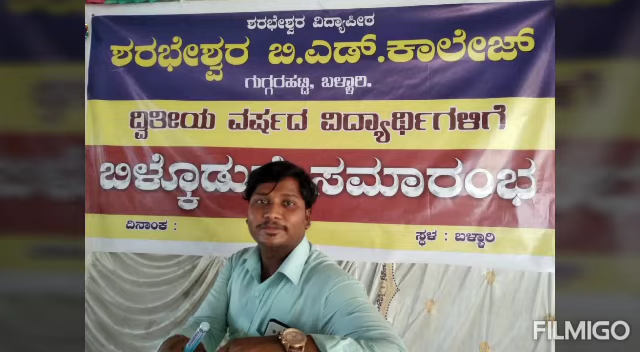 ಶರಭೇಶ್ವರ ವಿದ್ಯಾಪೀಠ
ಶರಭೇಶ್ವರ ಬಿ.ಎಡ್.ಕಾಲೇಜ್
ಗುಗ್ಗರಹಟ್ಟಿ, ಬಳ್ಳಾರಿ.
ದ್ವಿತೀಯ ವರ್ಷದ ವಿದ್ಯಾರ್ಥಿಗಳಿಗೆ
ಸಮಾರಂಭ
ದಿನಾಂಕ :
ಸ್ಥಳ : ಬಳ್ಳಾರಿ
FILMIGO